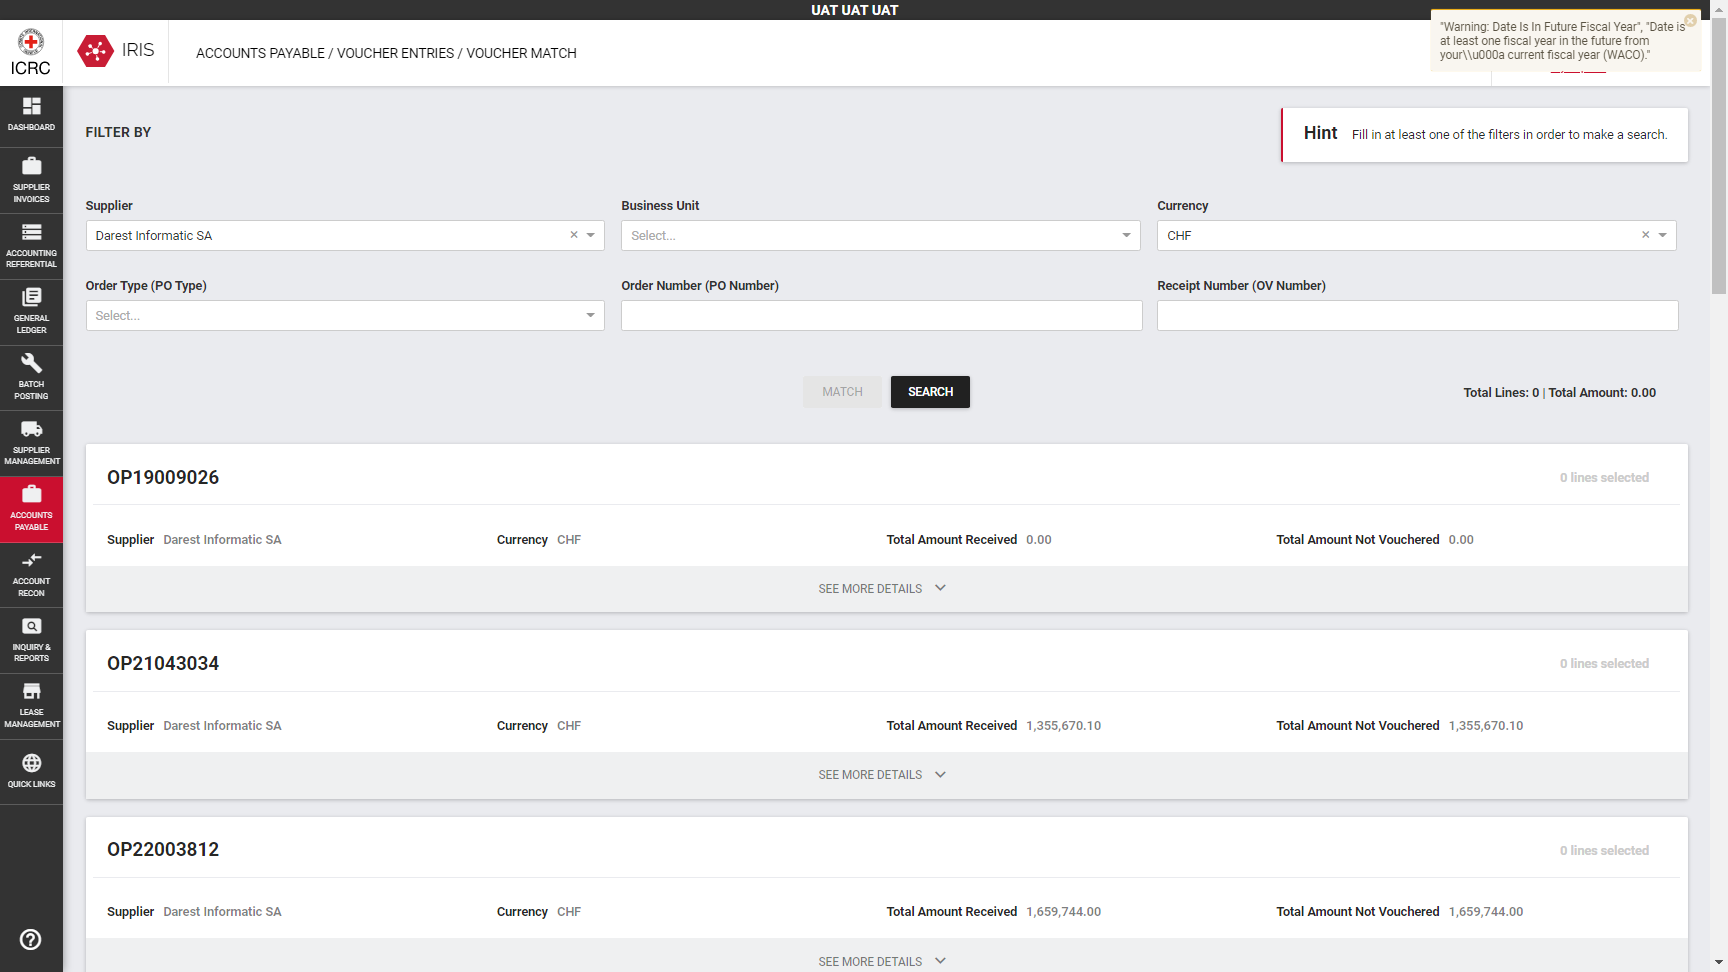 UAT UAT UAT
ICRC
IRIS
ACCOUNTS PAYABLE / VOUCHER ENTRIES / VOUCHER MATCH
"Warning: Date Is In Future Fiscal Year", "Date is
at least one fiscal year in the future from
your\\u000a current fiscal year (WACO)."
DASHBOARD
SUPPLIER
INVOICES
ACCOUNTING
REFERENTIAL
GENERAL
LEDGER
BATCH
POSTING
SUPPLIER
MANAGEMENT
ACCOUNTS
PAYABLE
ACCOUNT
RECON
INQUIRY &
REPORTS
LEASE
MANAGEMENT
QUICK LINKS
FILTER BY
Hint Fill in at least one of the filters in order to make a search.
Supplier
Darest Informatic SA
Business Unit
Select...
Currency
CHF
Order Type (PO Type)
Select...
Order Number (PO Number)
Receipt Number (OV Number)
MATCH
SEARCH
Total Lines: 0 | Total Amount: 0.00
OP19009026
0 lines selected
Supplier Darest Informatic SA
Currency CHF
Total Amount Received 0.00
Total Amount Not Vouchered 0.00
SEE MORE DETAILS
OP21043034
0 lines selected
Supplier Darest Informatic SA
Currency CHF
Total Amount Received 1,355,670.10
Total Amount Not Vouchered 1,355,670.10
SEE MORE DETAILS
OP22003812
0 lines selected
Supplier Darest Informatic SA
Currency CHF
Total Amount Received 1,659,744.00
Total Amount Not Vouchered 1,659,744.00
SEE MORE DETAILS